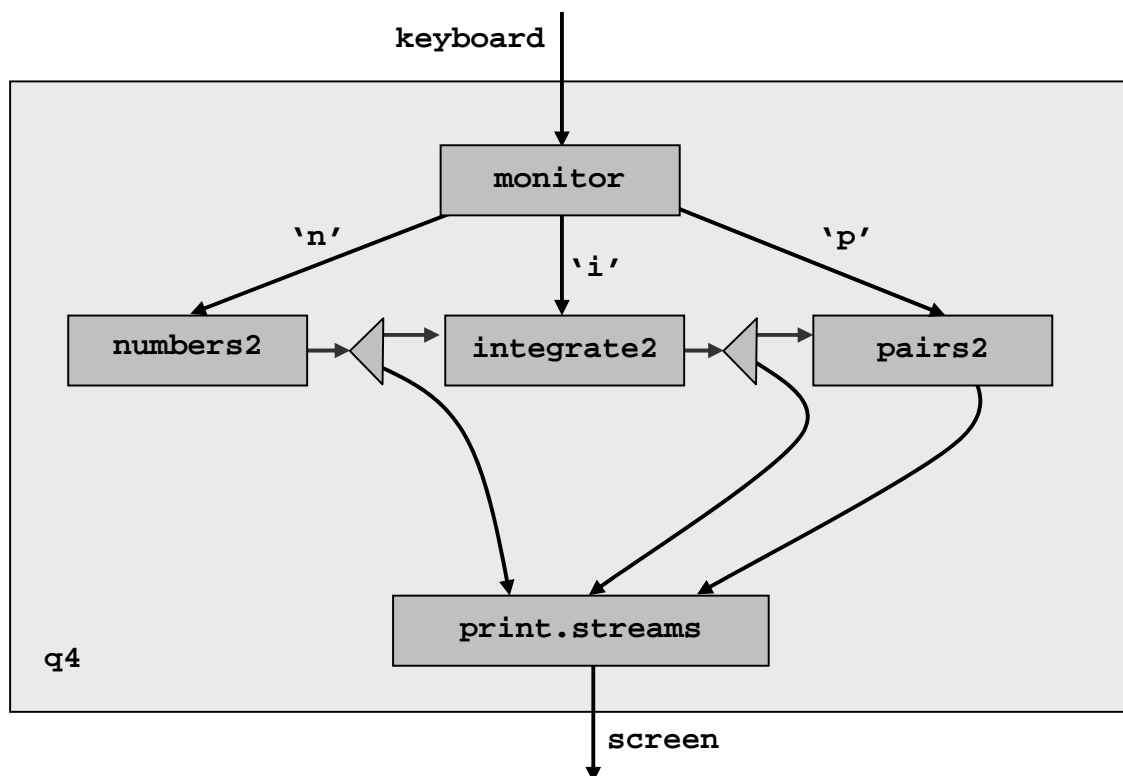 keyboard
monitor
‘n’
‘i’
‘p’
numbers2
integrate2
pairs2
print.streams
q4
screen